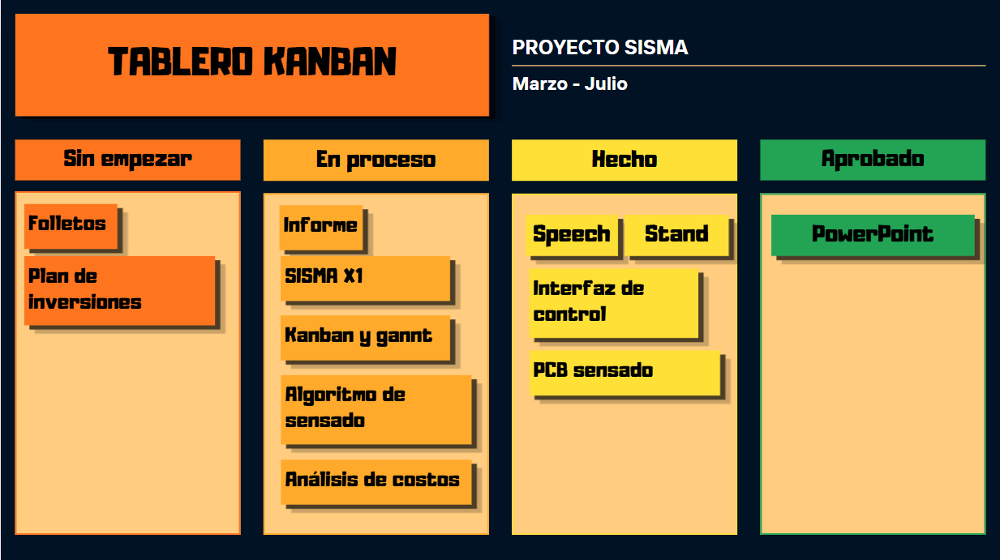 TABLERO KANBAN
PROYECTO SISMA
Marzo - Julio
Sin empezar
Folletos
Plan de
inversiones
En proceso
Informe
SISMA X1
Kanban y gannt
Algoritmo de
sensado
Análisis de costos
Hecho
Speech
Stand
Interfaz de
control
PCB sensado
Aprobado
PowerPoint